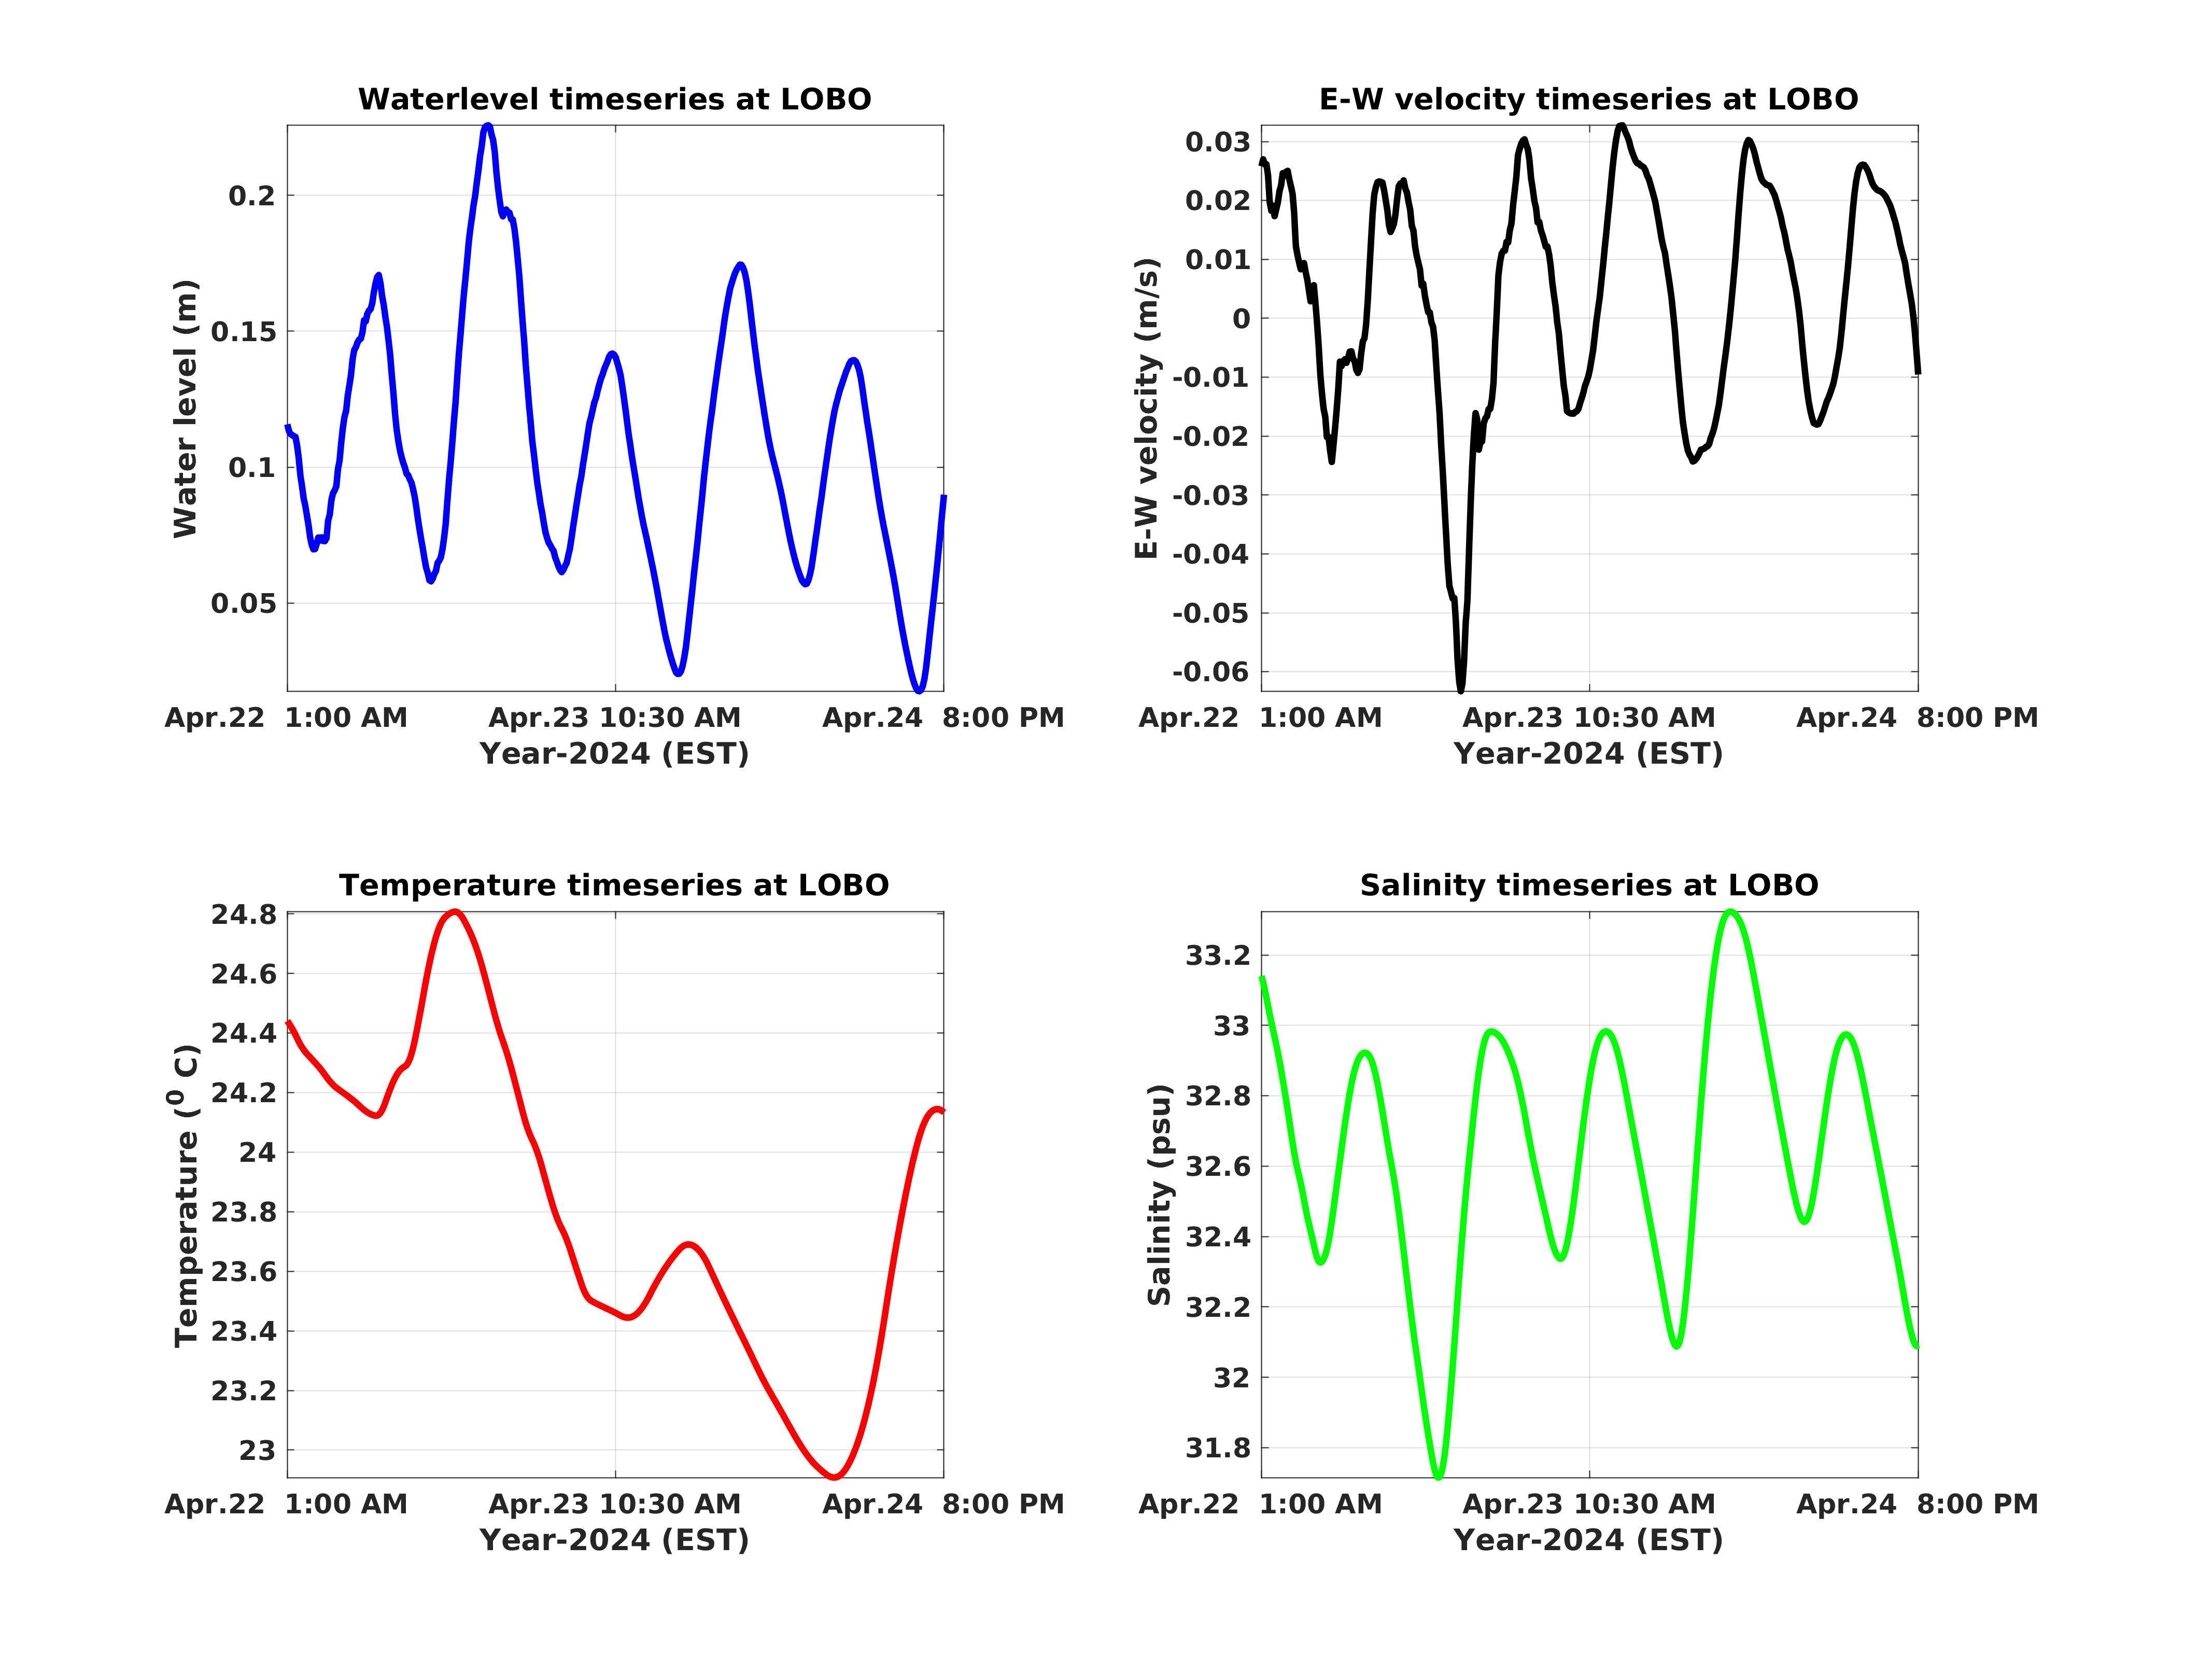 Waterlevel timeseries at LOBO
0.2
0.15
0.1
0.05
Water level (m)
Apr.22 1:00 AM Apr.23 10:30 AM Apr.24 8:00 PM
Year-2024 (EST)
E-W velocity timeseries at LOBO
0.03
0.02
0.01
0
-0.01
-0.02
-0.03
-0.04
-0.05
-0.06
E-W velocity (m/s)
Apr.22 1:00 AM Apr.23 10:30 AM Apr.24 8:00 PM
Year-2024 (EST)
Temperature timeseries at LOBO
24.8
24.6
24.4
24.2
24
23.8
23.6
23.4
23.2
23
Temperature (⁰ C)
Apr.22 1:00 AM Apr.23 10:30 AM Apr.24 8:00 PM
Year-2024 (EST)
Salinity timeseries at LOBO
33.2
33
32.8
32.6
32.4
32.2
32
31.8
Salinity (psu)
Apr.22 1:00 AM Apr.23 10:30 AM Apr.24 8:00 PM
Year-2024 (EST)